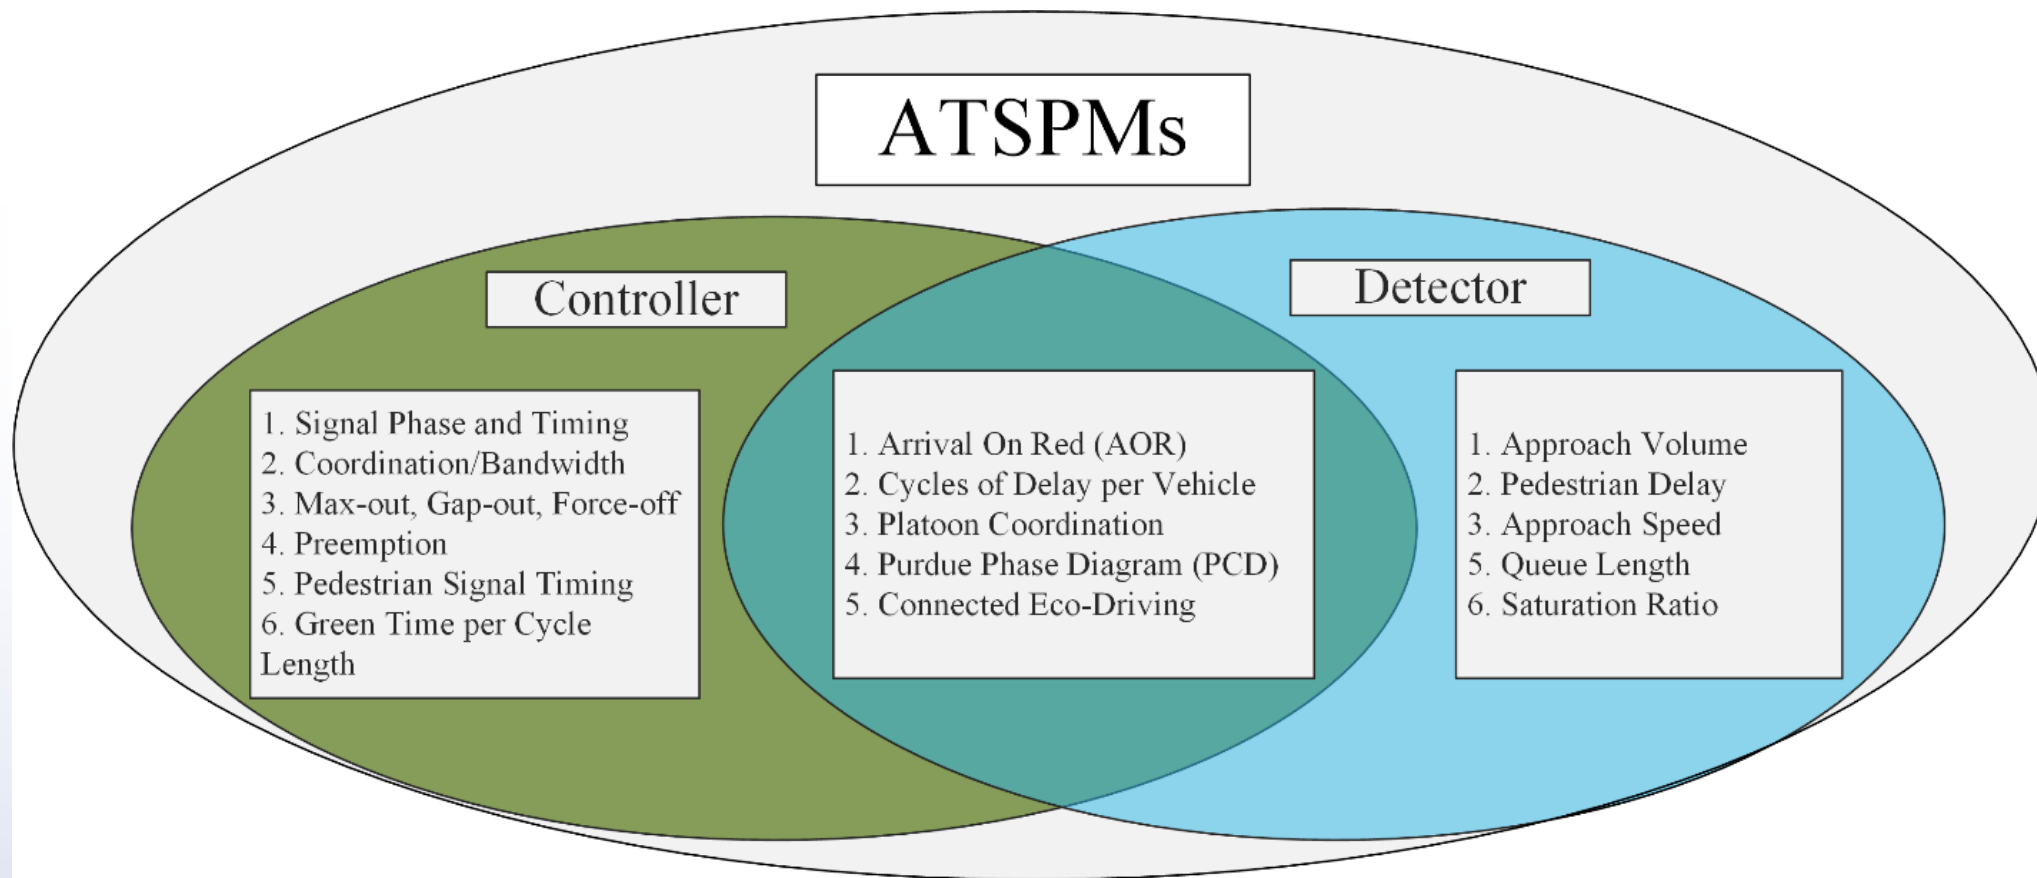 ATSPMs
Controller
Detector
1. Signal Phase and Timing
2. Coordination/Bandwidth
3. Max-out, Gap-out, Force-off
4. Preemption
5. Pedestrian Signal Timing
6. Green Time per Cycle
Length
1. Arrival On Red (AOR)
2. Cycles of Delay per Vehicle
3. Platoon Coordination
4. Purdue Phase Diagram (PCD)
5. Connected Eco-Driving
1. Approach Volume
2. Pedestrian Delay
3. Approach Speed
5. Queue Length
6. Saturation Ratio